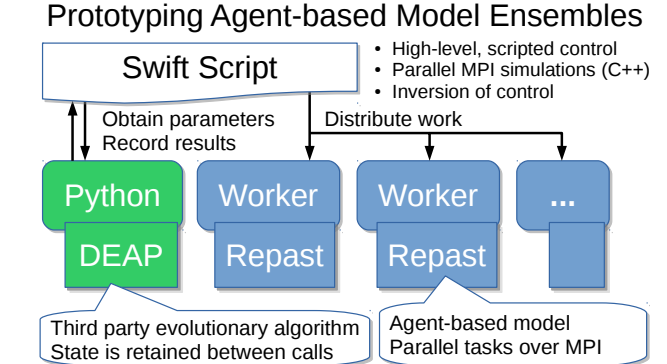 Prototyping Agent-based Model Ensembles
Swift Script
• High-level, scripted control
• Parallel MPI simulations (C++)
• Inversion of control
Obtain parameters
Record results
Distribute work
Python
Worker
Worker
...
DEAP
Repast
Repast
Third party evolutionary algorithm
State is retained between calls
Agent-based model
Parallel tasks over MPI